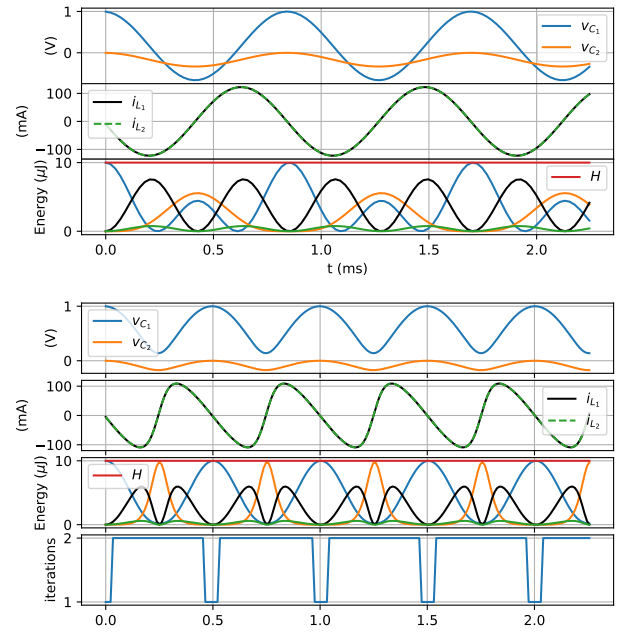 1
0
(V)
v_{C_1}
v_{C_2}
100
0
−100
(mA)
i_{L_1}
i_{L_2}
10
0
Energy (μJ)
H
0.0 0.5 1.0 1.5 2.0
t (ms)
1
0
(V)
v_{C_1}
v_{C_2}
100
0
−100
(mA)
i_{L_1}
i_{L_2}
10
0
Energy (μJ)
H
2
1
iterations
0.0 0.5 1.0 1.5 2.0